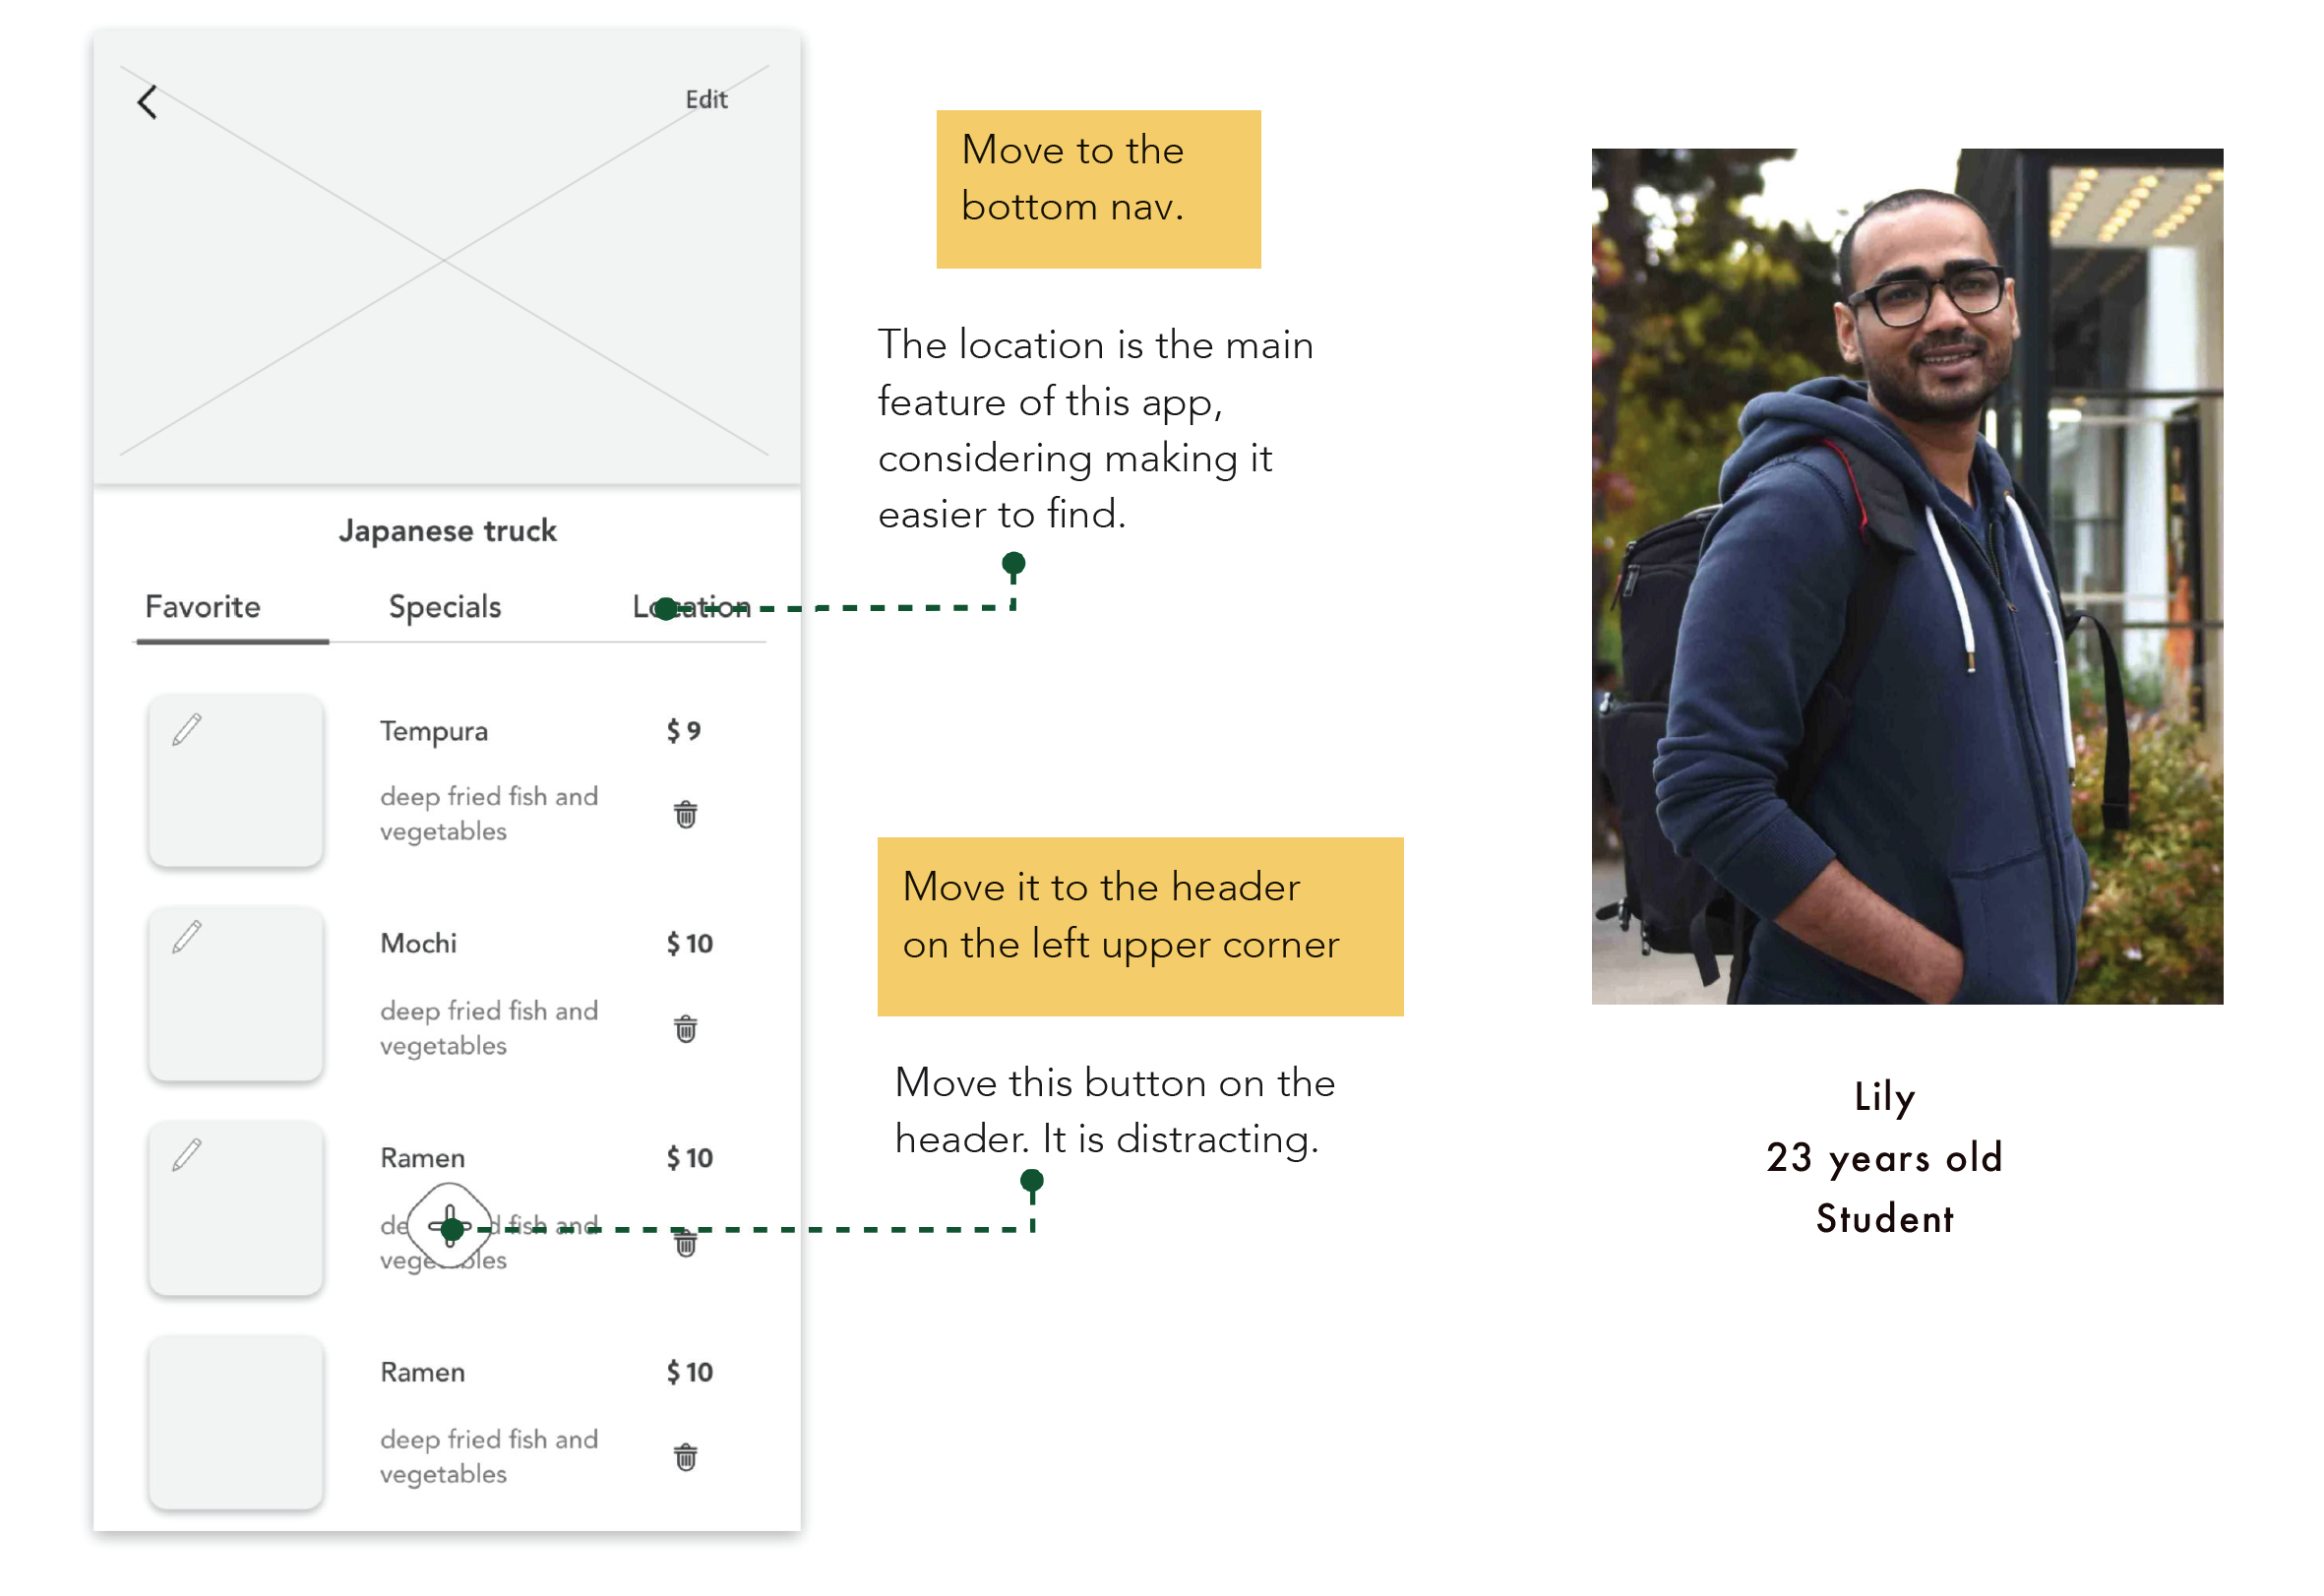 Edit
Japanese truck
Favorite Specials Location
Tempura $ 9
deep fried fish and
vegetables
Mochi $ 10
deep fried fish and
vegetables
Ramen $ 10
de d fish and
vege bles
Ramen $ 10
deep fried fish and
vegetables
Move to the
bottom nav.
The location is the main
feature of this app,
considering making it
easier to find.
Move it to the header
on the left upper corner
Move this button on the
header. It is distracting.
Lily
23 years old
Student